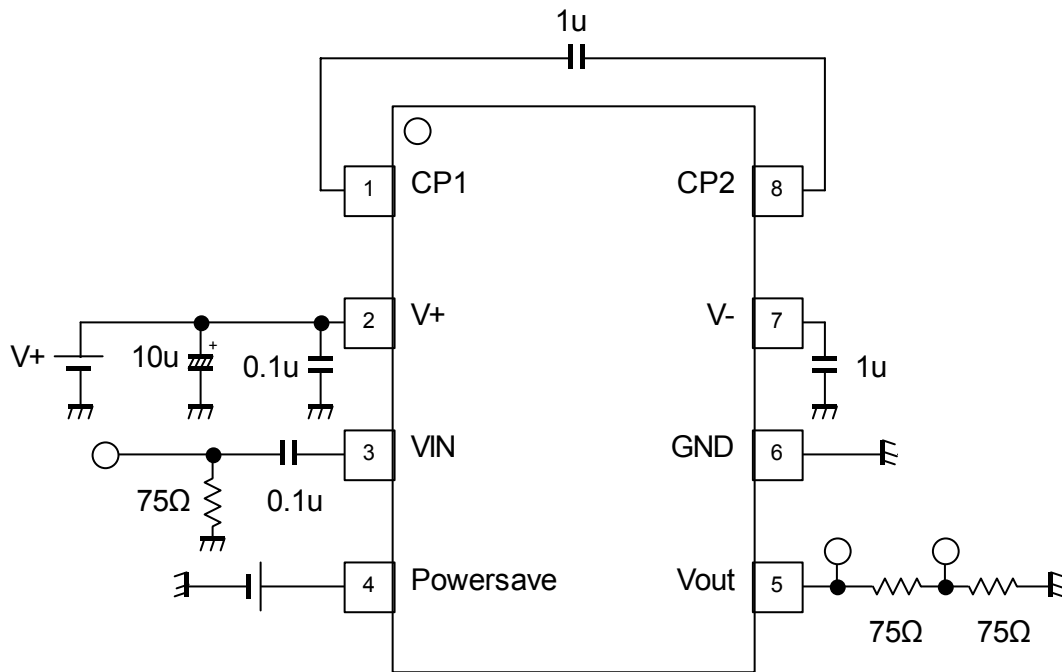 1u
1 CP1 CP2 8
2 V+ V- 7
V+ 10u + 0.1u 1u
3 VIN GND 6
75Ω 0.1u
4 Powersave Vout 5
75Ω 75Ω